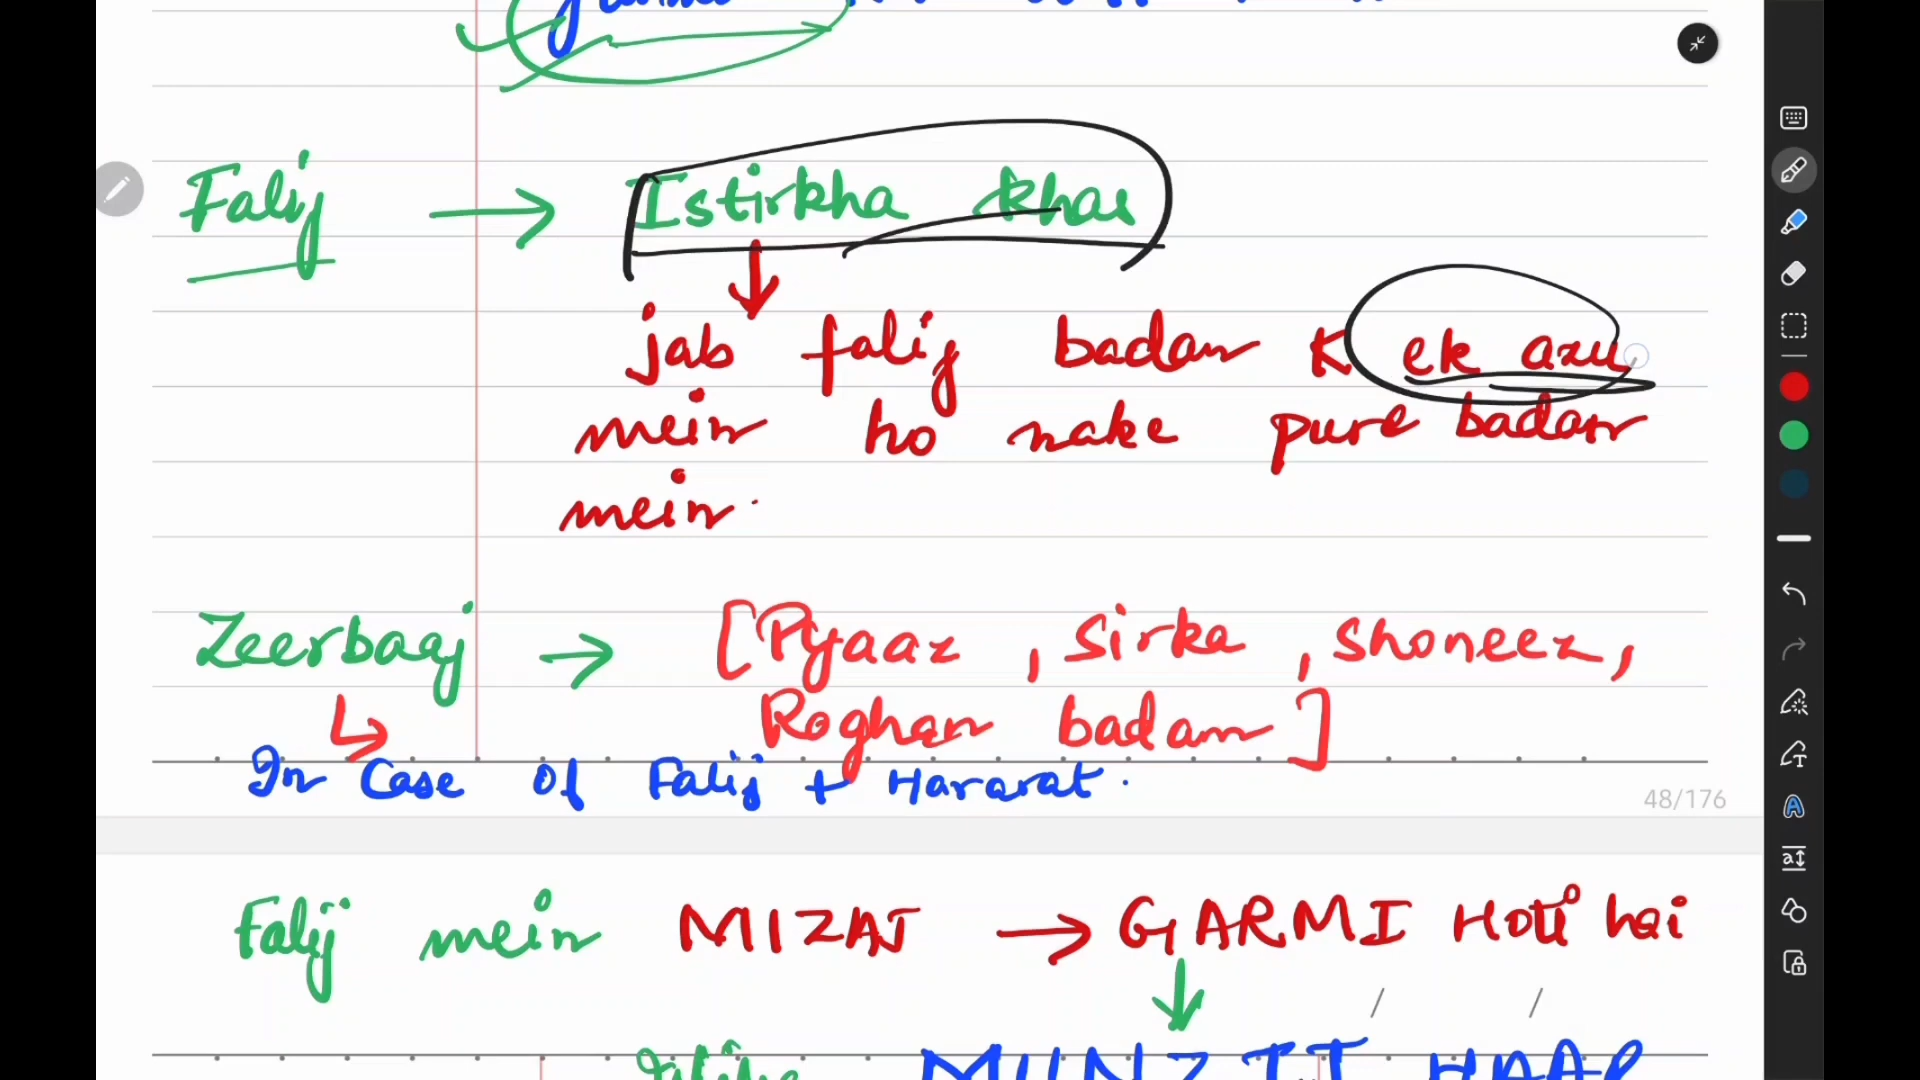 Falij → Istirkha khas
jab falij badan K ek azu
mein ho nake pure badan
mein.
Zeerbaaj → [Pyaaz, Sirka, Shoneez,
Roghan badam]
In Case of Falij + Hararat.
48/176
Falij mein MIZAJ → GARMI Hoti hai